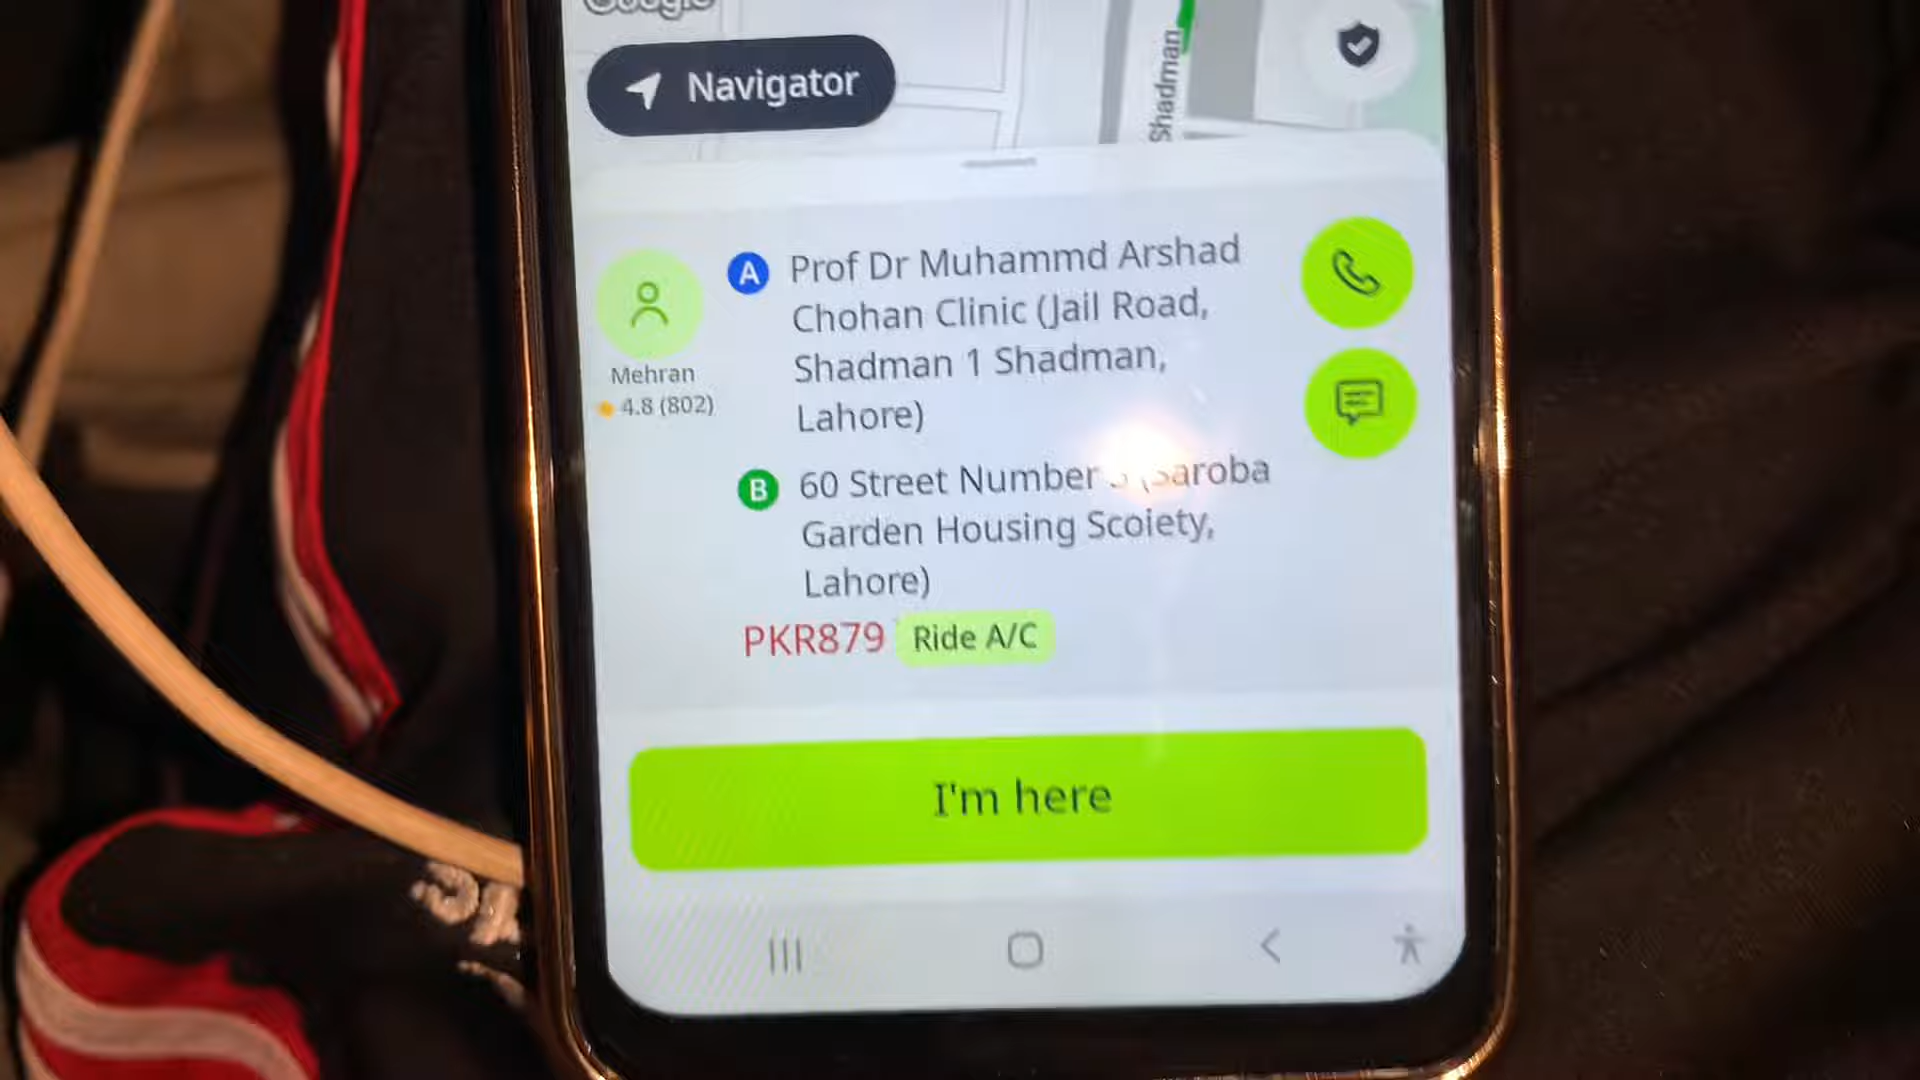 Google
Navigator
Shadman
A Prof Dr Muhammd Arshad
Chohan Clinic (Jail Road,
Shadman 1 Shadman,
Lahore)
Mehran
4.8 (802)
B 60 Street Number
Garden Housing Scoiety,
Lahore)
PKR879 Ride A/C
I'm here